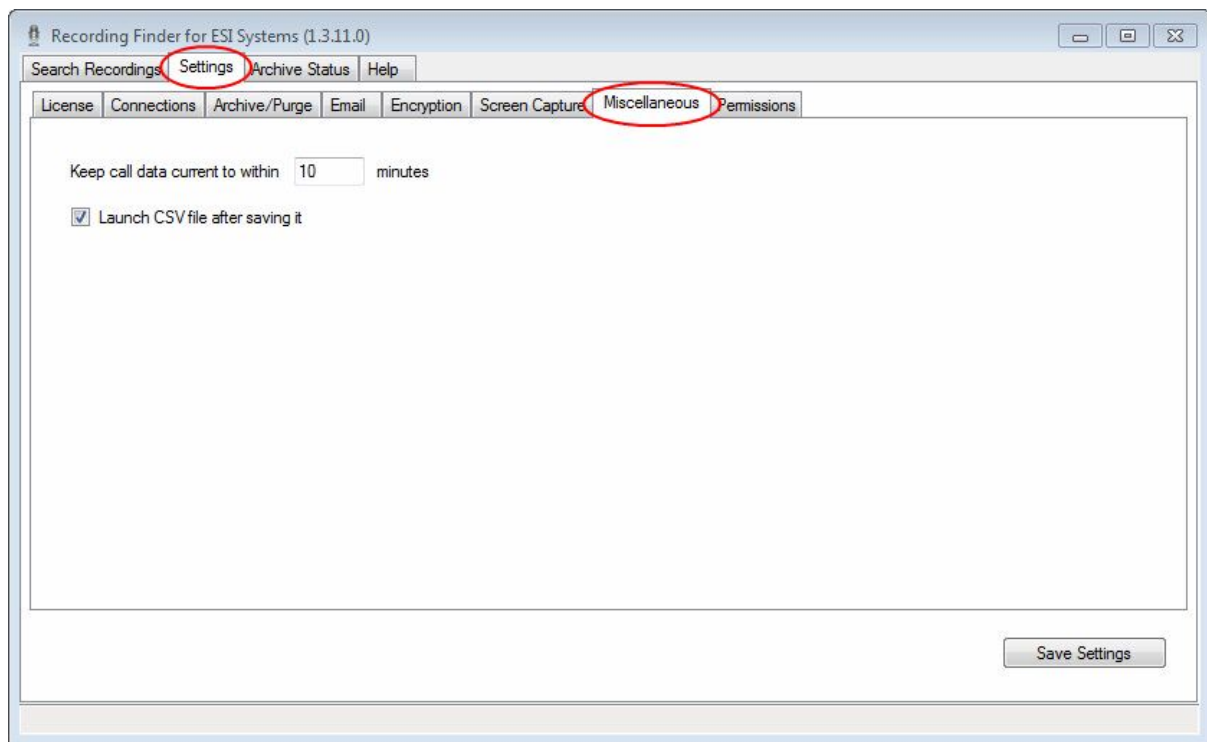 Recording Finder for ESI Systems (1.3.11.0)
Search Recordings Settings Archive Status Help
License Connections Archive/Purge Email Encryption Screen Capture Miscellaneous Permissions
Keep call data current to within 10 minutes
Launch CSV file after saving it
Save Settings